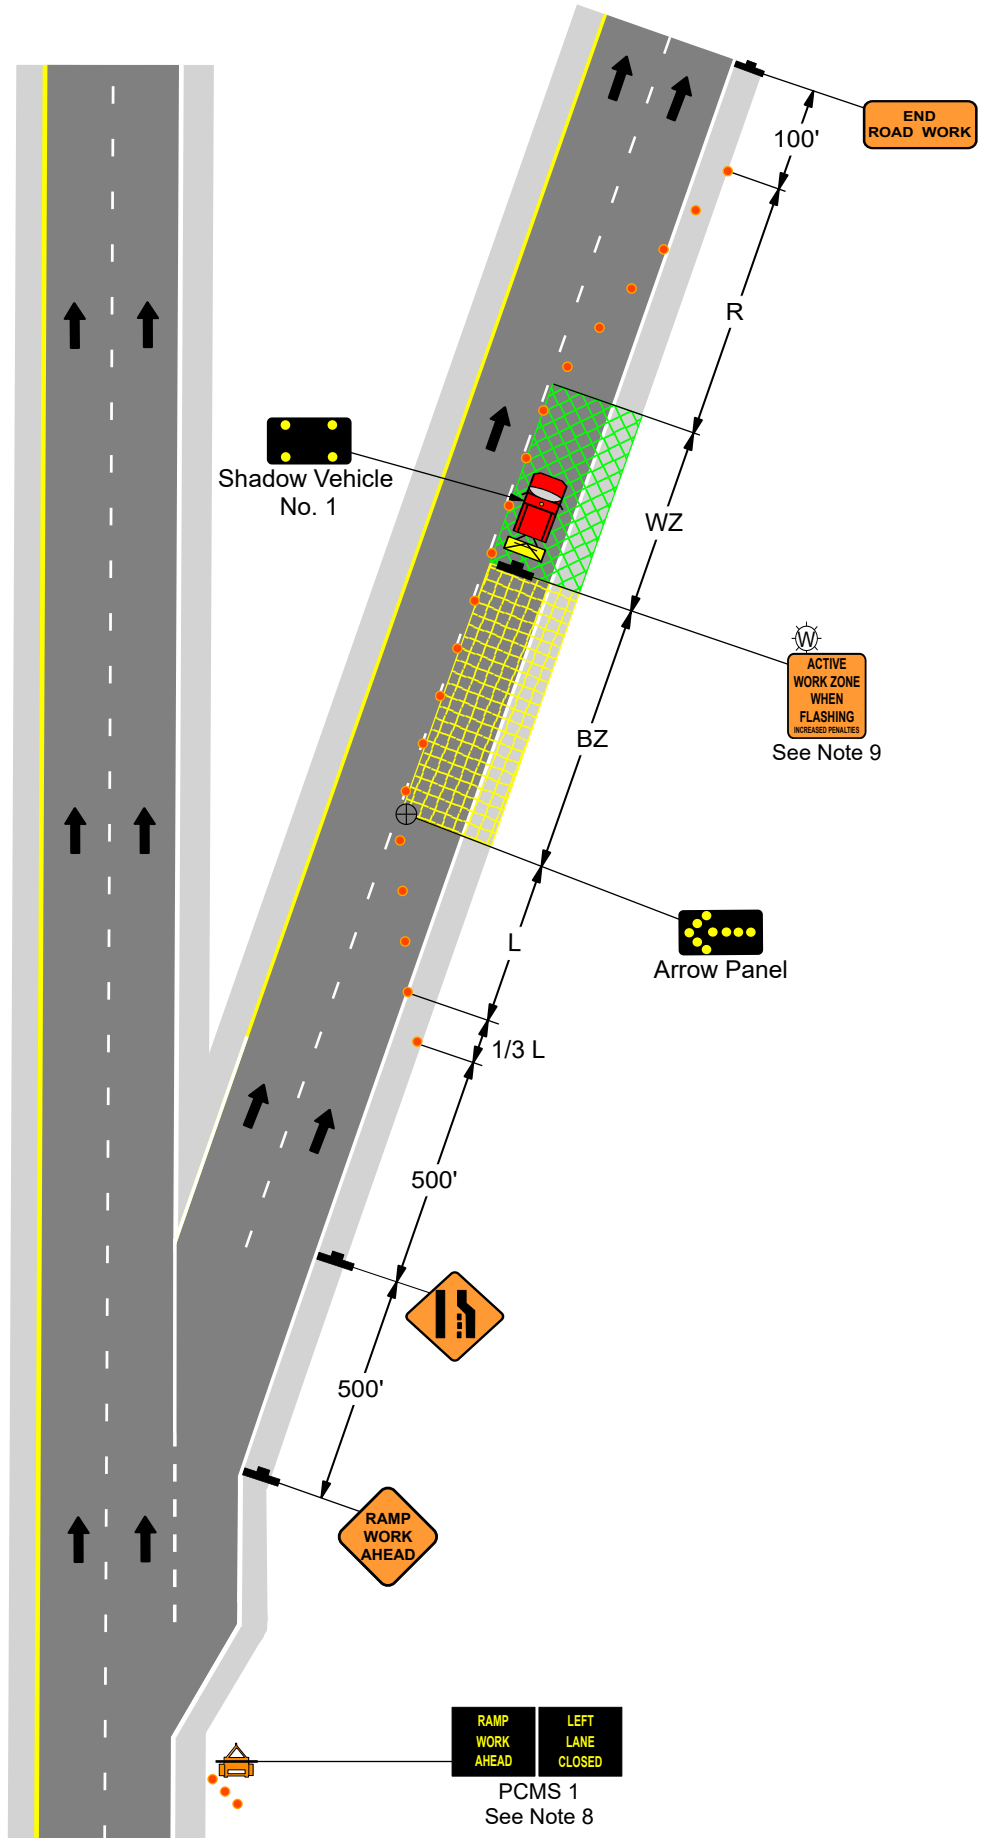 END
ROAD WORK
100'
R
Shadow Vehicle
No. 1
WZ
W
ACTIVE
WORK ZONE
WHEN
FLASHING
INCREASED PENALTIES
See Note 9
BZ
Arrow Panel
L
1/3 L
500'
500'
RAMP
WORK
AHEAD
RAMP
WORK
AHEAD
LEFT
LANE
CLOSED
PCMS 1
See Note 8